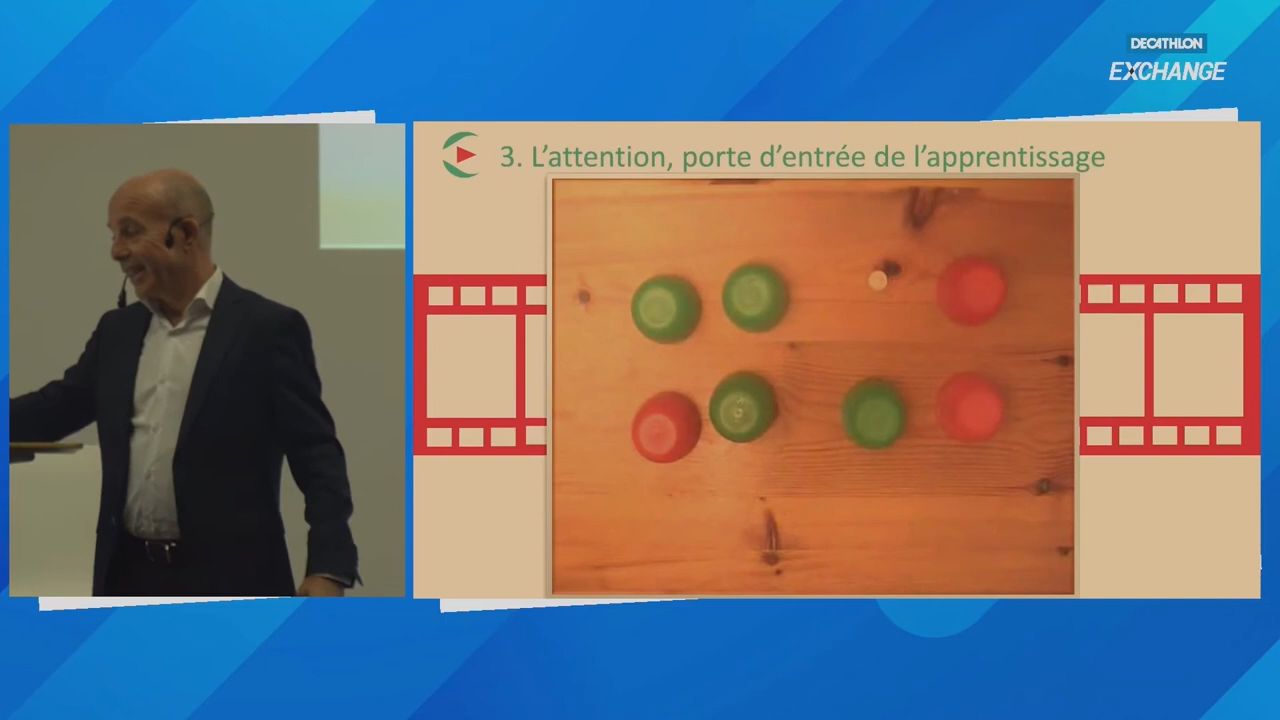 DECATHLON
EXCHANGE
3. L'attention, porte d'entrée de l'apprentissage